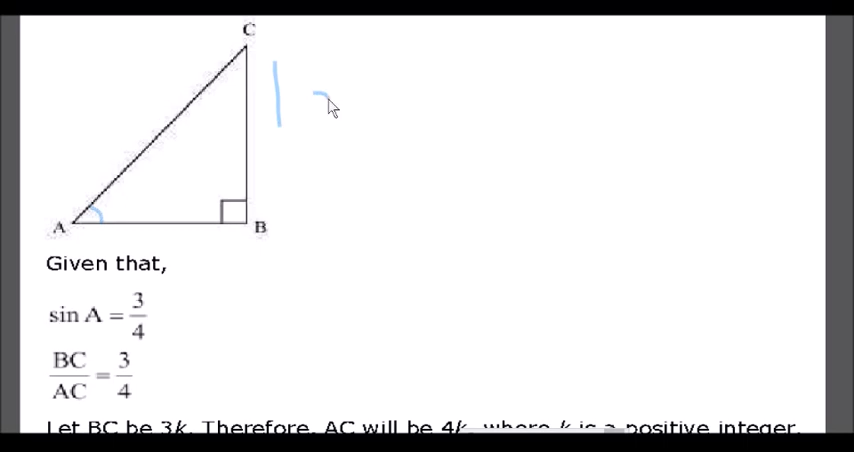 C
A
B
Given that,
sin A = 3/4
BC/AC = 3/4
Let BC be 3k. Therefore, AC will be 4k, where k is a positive integer.